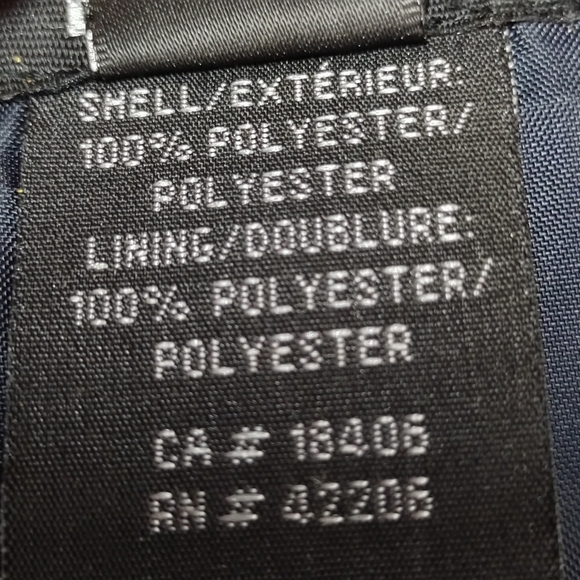 SHELL/EXTÉRIEUR:
100% POLYESTER/
POLYESTER
LINING/DOUBLURE:
100% POLYESTER/
POLYESTER
CA # 18406
RN # 42206